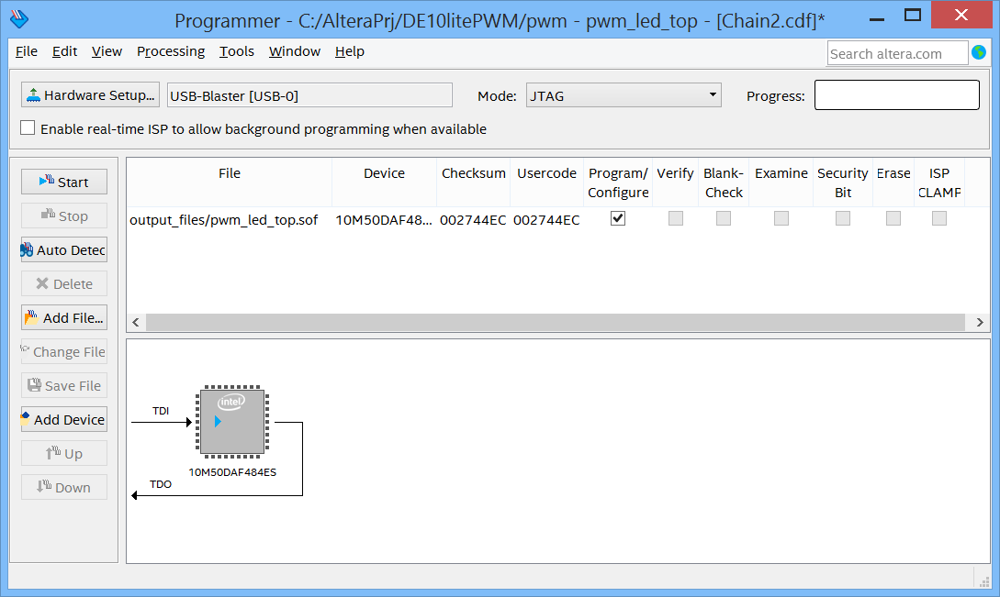 Programmer - C:/AlteraPrj/DE10litePWM/pwm - pwm_led_top - [Chain2.cdf]*
File Edit View Processing Tools Window Help
Search altera.com
Hardware Setup... USB-Blaster [USB-0] Mode: JTAG Progress:
Enable real-time ISP to allow background programming when available
Start
Stop
Auto Detec
Delete
Add File...
Change File
Save File
Add Device
Up
Down
File Device Checksum Usercode Program/ Verify Blank- Examine Security Erase ISP
Configure Check Bit CLAMF
output_files/pwm_led_top.sof 10M50DAF48... 002744EC 002744EC
intel
TDI
10M50DAF484ES
TDO